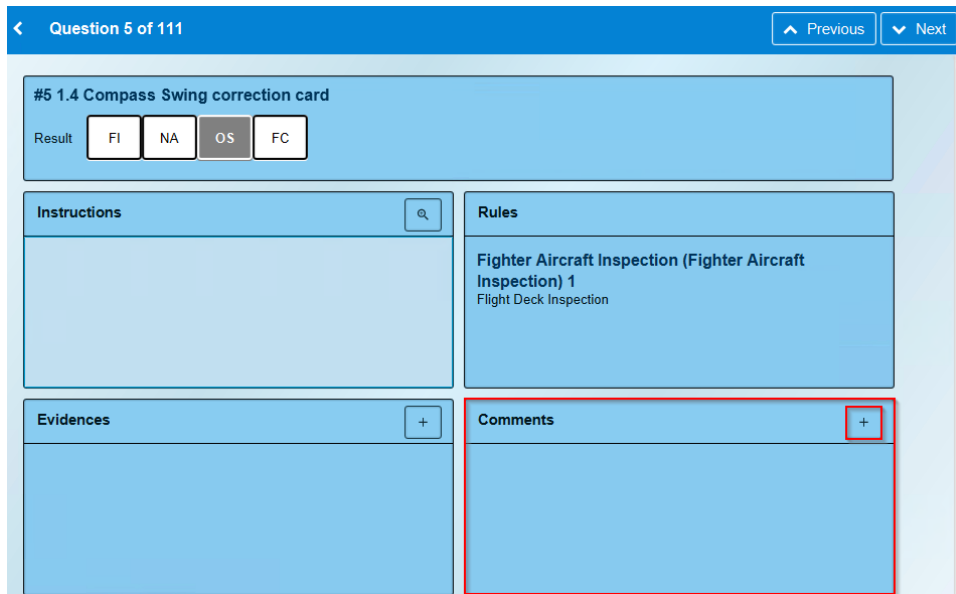 Question 5 of 111
Previous
Next
#5 1.4 Compass Swing correction card
Result FI NA OS FC
Instructions
Rules
Fighter Aircraft Inspection (Fighter Aircraft
Inspection) 1
Flight Deck Inspection
Evidences +
Comments +